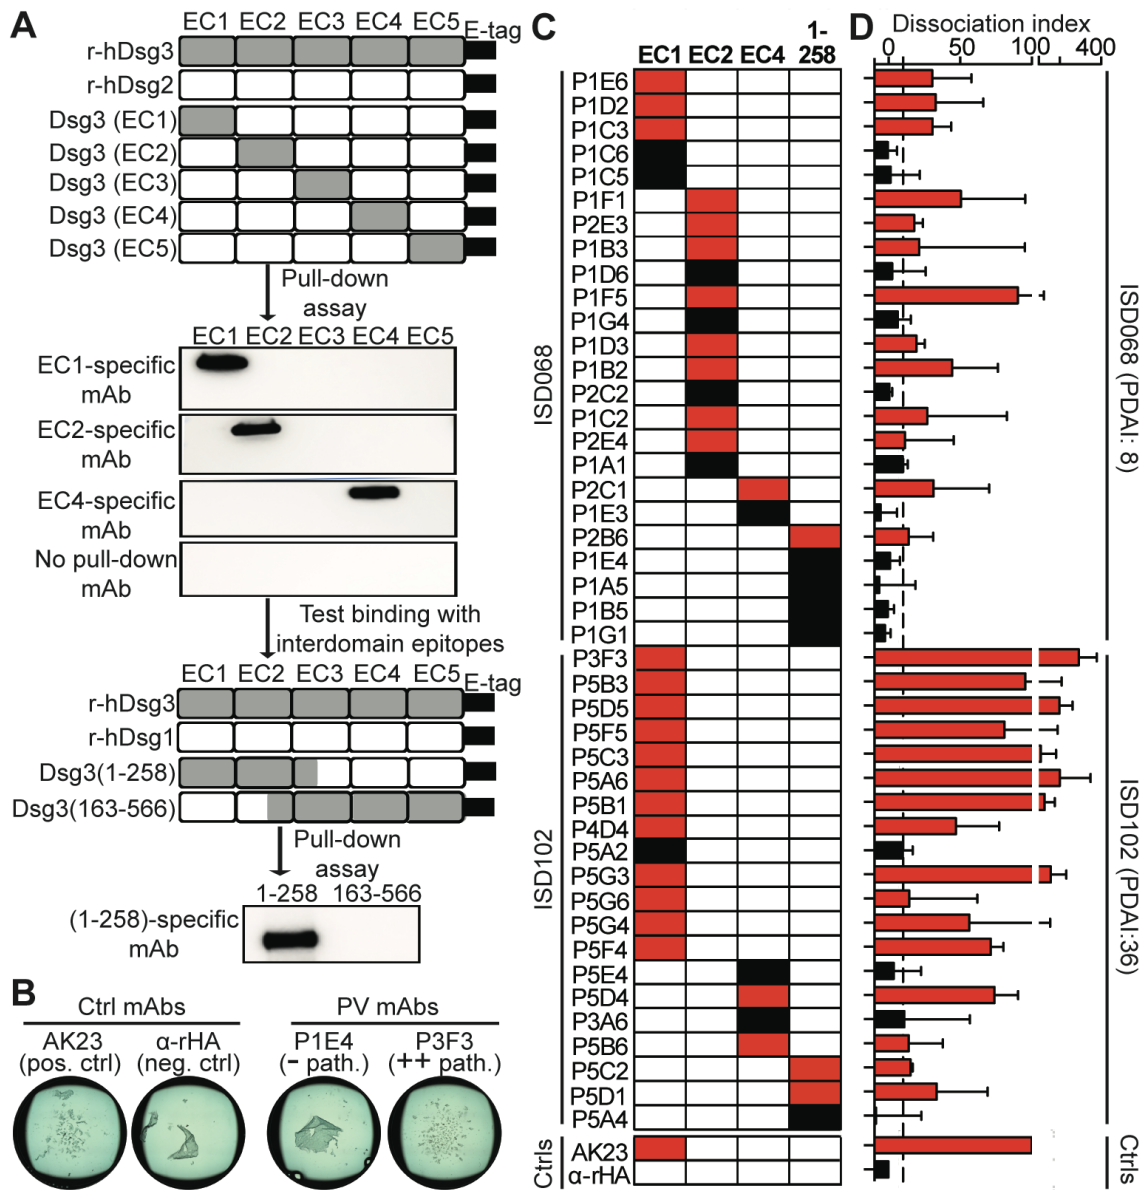 A
EC1 EC2 EC3 EC4 EC5
E-tag
r-hDsg3
r-hDsg2
Dsg3 (EC1)
Dsg3 (EC2)
Dsg3 (EC3)
Dsg3 (EC4)
Dsg3 (EC5)
Pull-down
assay
EC1 EC2 EC3 EC4 EC5
EC1-specific
mAb
EC2-specific
mAb
EC4-specific
mAb
No pull-down
mAb
Test binding with
interdomain epitopes
EC1 EC2 EC3 EC4 EC5
E-tag
r-hDsg3
r-hDsg1
Dsg3(1-258)
Dsg3(163-566)
Pull-down
assay
1-258 163-566
(1-258)-specific
mAb
B
Ctrl mAbs
PV mAbs
AK23
(pos. ctrl)
α-rHA
(neg. ctrl)
P1E4
(- path.)
P3F3
(++ path.)
C
EC1 EC2 EC4 1-258
ISD068
P1E6
P1D2
P1C3
P1C6
P1C5
P1F1
P2E3
P1B3
P1D6
P1F5
P1G4
P1D3
P1B2
P2C2
P1C2
P2E4
P1A1
P2C1
P1E3
P2B6
P1E4
P1A5
P1B5
P1G1
ISD102
P3F3
P5B3
P5D5
P5F5
P5C3
P5A6
P5B1
P4D4
P5A2
P5G3
P5G6
P5G4
P5F4
P5E4
P5D4
P3A6
P5B6
P5C2
P5D1
P5A4
Ctrls
AK23
α-rHA
D
Dissociation index
0 50 100 400
ISD068 (PDAI: 8)
ISD102 (PDAI:36)
Ctrls